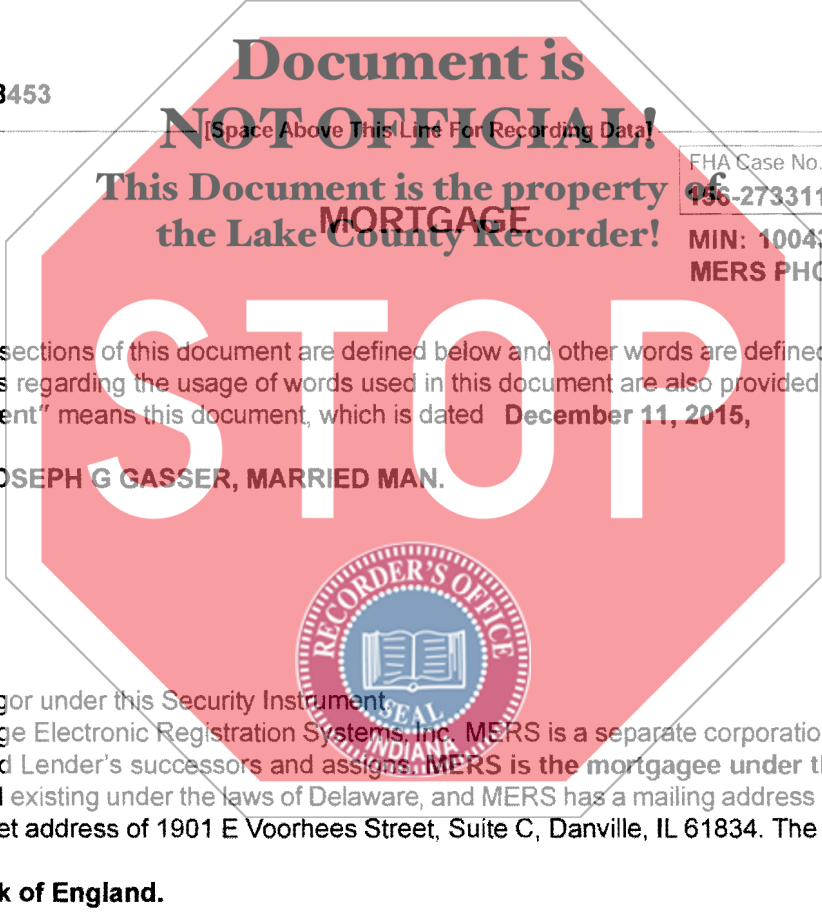 Document is
3453
NOT OFFICIAL!
[Space Above This Line For Recording Data]
FHA Case No.
This Document is the property of
156-273311
MORTGAGE
the Lake County Recorder!
MIN: 10043
MERS PHO
STOP
sections of this document are defined below and other words are defined
s regarding the usage of words used in this document are also provided
ent” means this document, which is dated December 11, 2015,
OSEPH G GASSER, MARRIED MAN.
RECORDER'S OFFICE
SEAL
INDIANA
gor under this Security Instrument.
ge Electronic Registration Systems, Inc. MERS is a separate corporatio
d Lender's successors and assigns. MERS is the mortgagee under th
existing under the laws of Delaware, and MERS has a mailing address
et address of 1901 E Voorhees Street, Suite C, Danville, IL 61834. The
k of England.